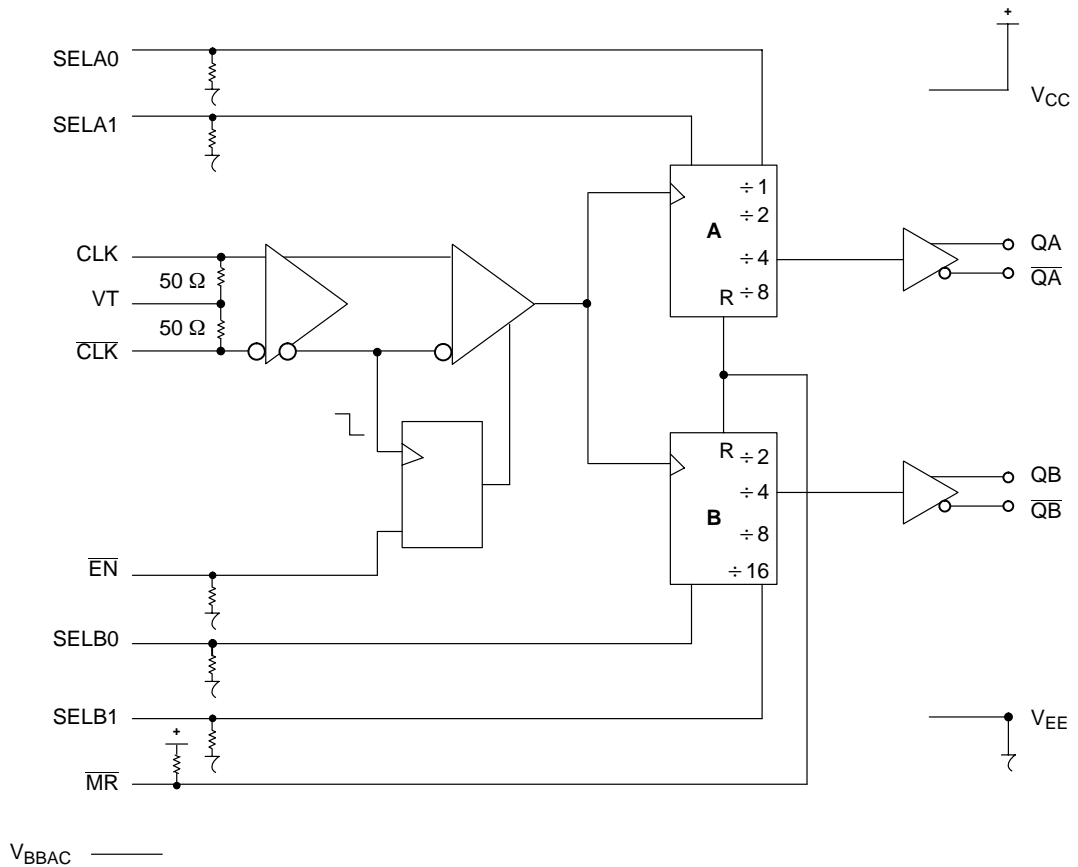 SELA0
SELA1
VCC
÷1
÷2
A
÷4
R
÷8
CLK
50 Ω
VT
50 Ω
CLK
QA
QA
R
÷2
÷4
B
÷8
÷16
QB
QB
EN
SELB0
SELB1
MR
VEE
VBBAC
+
+